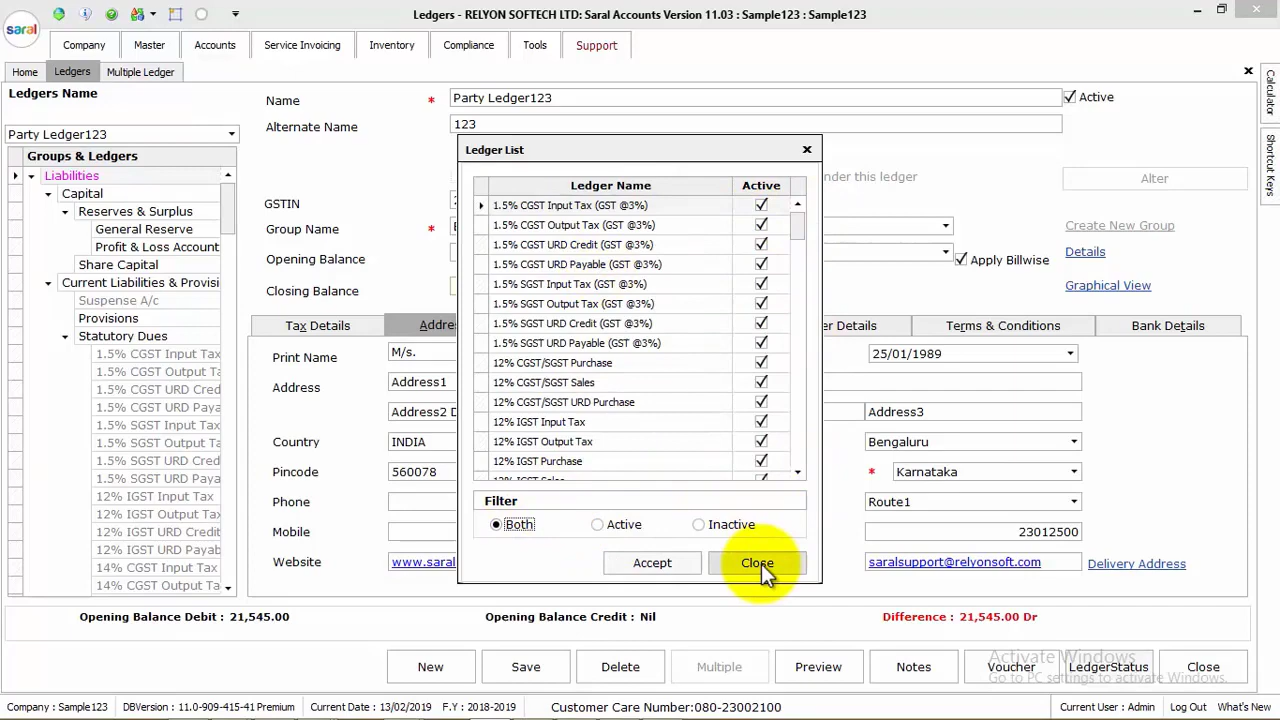 Ledgers - RELYON SOFTECH LTD: Saral Accounts Version 11.03 : Sample123 : Sample123
saral
Company Master Accounts Service Invoicing Inventory Compliance Tools Support
Home Ledgers Multiple Ledger
Calculator
Shortcut Keys
Ledgers Name
Party Ledger123
Groups & Ledgers
Liabilities
Capital
Reserves & Surplus
General Reserve
Profit & Loss Account
Share Capital
Current Liabilities & Provisi
Suspense A/c
Provisions
Statutory Dues
1.5% CGST Input Tax
1.5% CGST Output Ta
1.5% CGST URD Cred
1.5% CGST URD Paya
1.5% SGST Input Tax
1.5% SGST Output Ta
1.5% SGST URD Cred
1.5% SGST URD Paya
12% IGST Input Tax
12% IGST Output Tax
12% IGST URD Credit
12% IGST URD Payab
14% CGST Input Tax
14% CGST Output Tax
Name * Party Ledger123 Active
Alternate Name 123
under this ledger Alter
GSTIN
Group Name * Create New Group
Opening Balance Apply Billwise Details
Closing Balance Graphical View
Tax Details Addre er Details Terms & Conditions Bank Details
Print Name M/s. 25/01/1989
Address Address1
Address2 D Address3
Country INDIA Bengaluru
Pincode 560078 * Karnataka
Phone Route1
Mobile 23012500
Website www.saral saralsupport@relyonsoft.com Delivery Address
Ledger List
Ledger Name Active
1.5% CGST Input Tax (GST @3%)
1.5% CGST Output Tax (GST @3%)
1.5% CGST URD Credit (GST @3%)
1.5% CGST URD Payable (GST @3%)
1.5% SGST Input Tax (GST @3%)
1.5% SGST Output Tax (GST @3%)
1.5% SGST URD Credit (GST @3%)
1.5% SGST URD Payable (GST @3%)
12% CGST/SGST Purchase
12% CGST/SGST Sales
12% CGST/SGST URD Purchase
12% IGST Input Tax
12% IGST Output Tax
12% IGST Purchase
12% IGST Sales
Filter
Both Active Inactive
Accept Close
Opening Balance Debit : 21,545.00 Opening Balance Credit : Nil Difference : 21,545.00 Dr
New Save Delete Multiple Preview Notes Voucher LedgerStatus Close
Activate Windows
Go to PC settings to activate Windows.
Company : Sample123 DBVersion : 11.0-909-415-41 Premium Current Date : 13/02/2019 F.Y : 2018-2019 Customer Care Number:080-23002100 Current User : Admin Log Out What's New